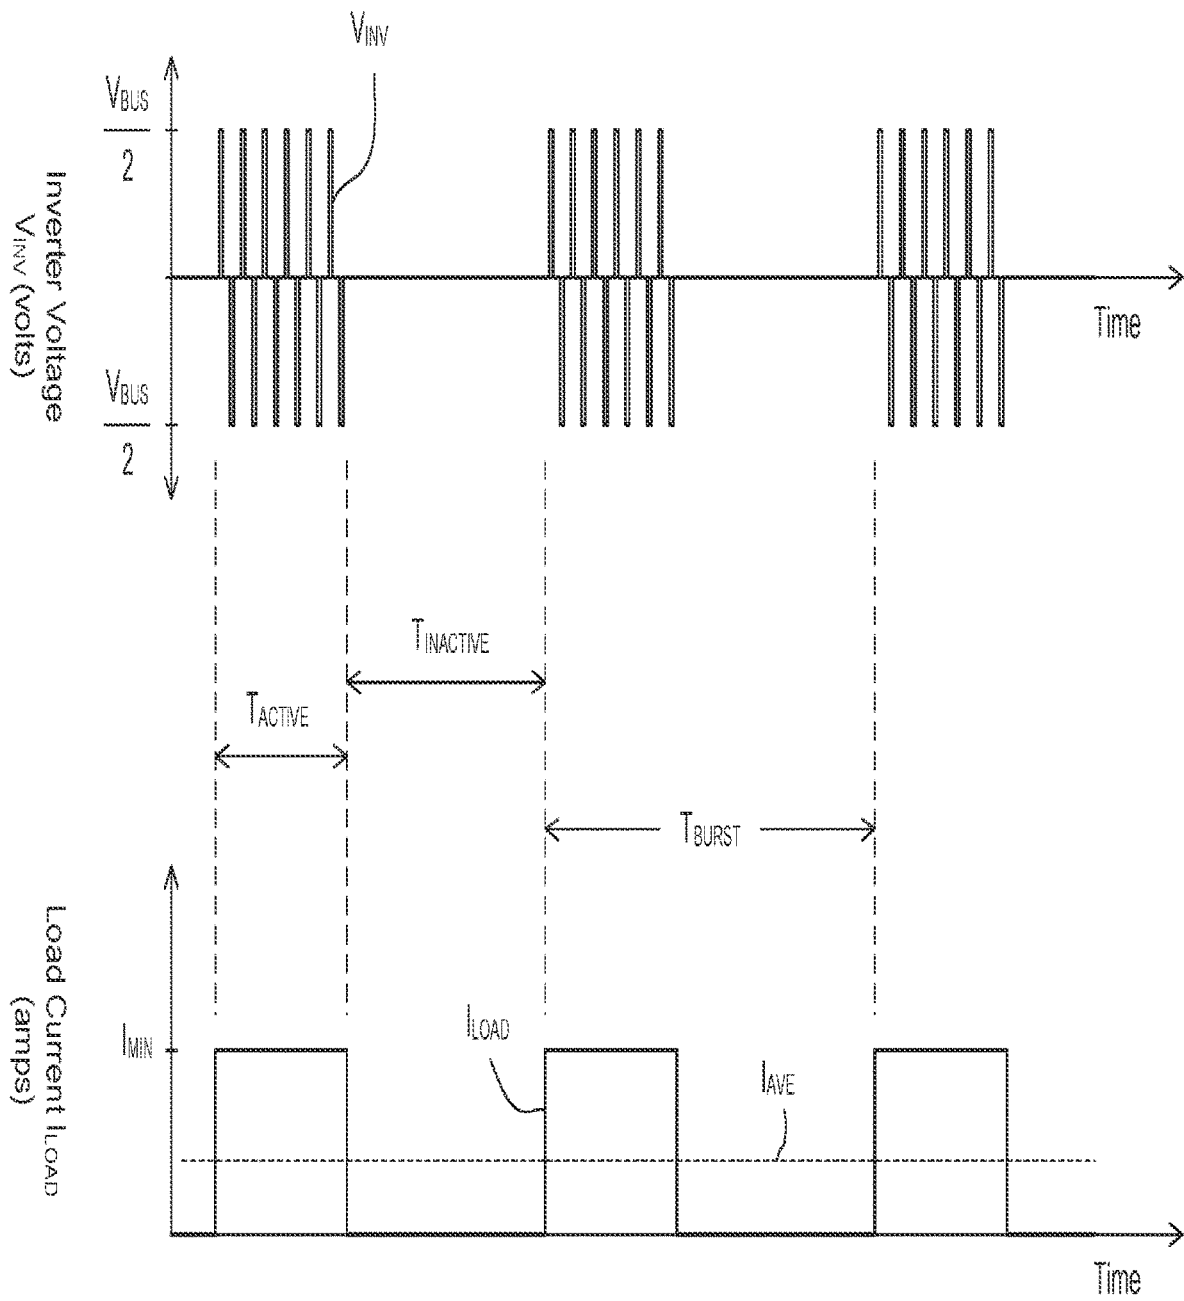 VINV
VBUS
2
Inverter Voltage
VINV (volts)
Time
VBUS
2
TINACTIVE
TACTIVE
TBURST
Load Current ILOAD
(amps)
IMIN
ILOAD
IAVE
Time